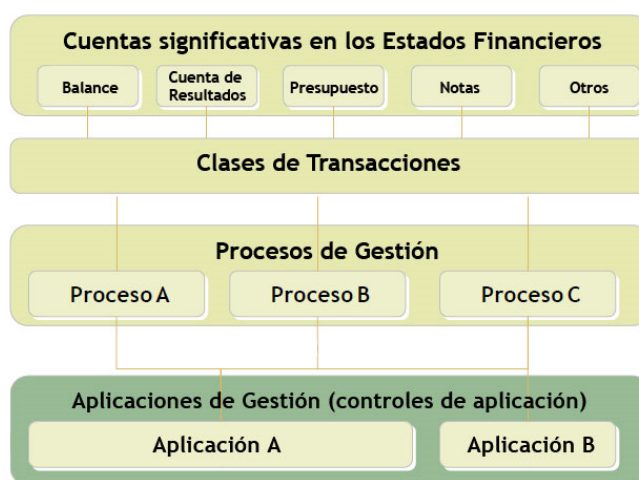 Cuentas significativas en los Estados Financieros
Balance
Cuenta de
Resultados
Presupuesto
Notas
Otros
Clases de Transacciones
Procesos de Gestión
Proceso A
Proceso B
Proceso C
Aplicaciones de Gestión (controles de aplicación)
Aplicación A
Aplicación B